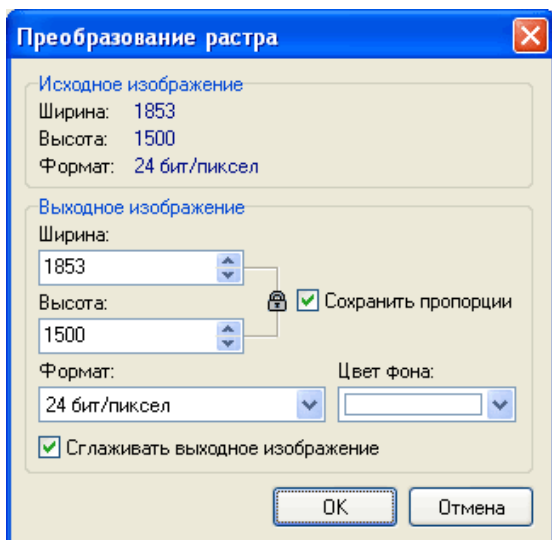 Преобразование растра
Исходное изображение
Ширина: 1853
Высота: 1500
Формат: 24 бит/пиксел
Выходное изображение
Ширина:
1853
Сохранить пропорции
Высота:
1500
Формат:
Цвет фона:
24 бит/пиксел
Сглаживать выходное изображение
OK
Отмена